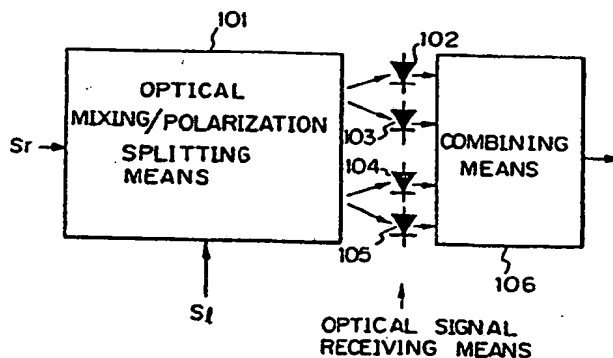 101
102
OPTICAL
MIXING/POLARIZATION
SPLITTING
MEANS
103
COMBINING
MEANS
Sr
104
105
106
Sℓ
OPTICAL SIGNAL
RECEIVING MEANS